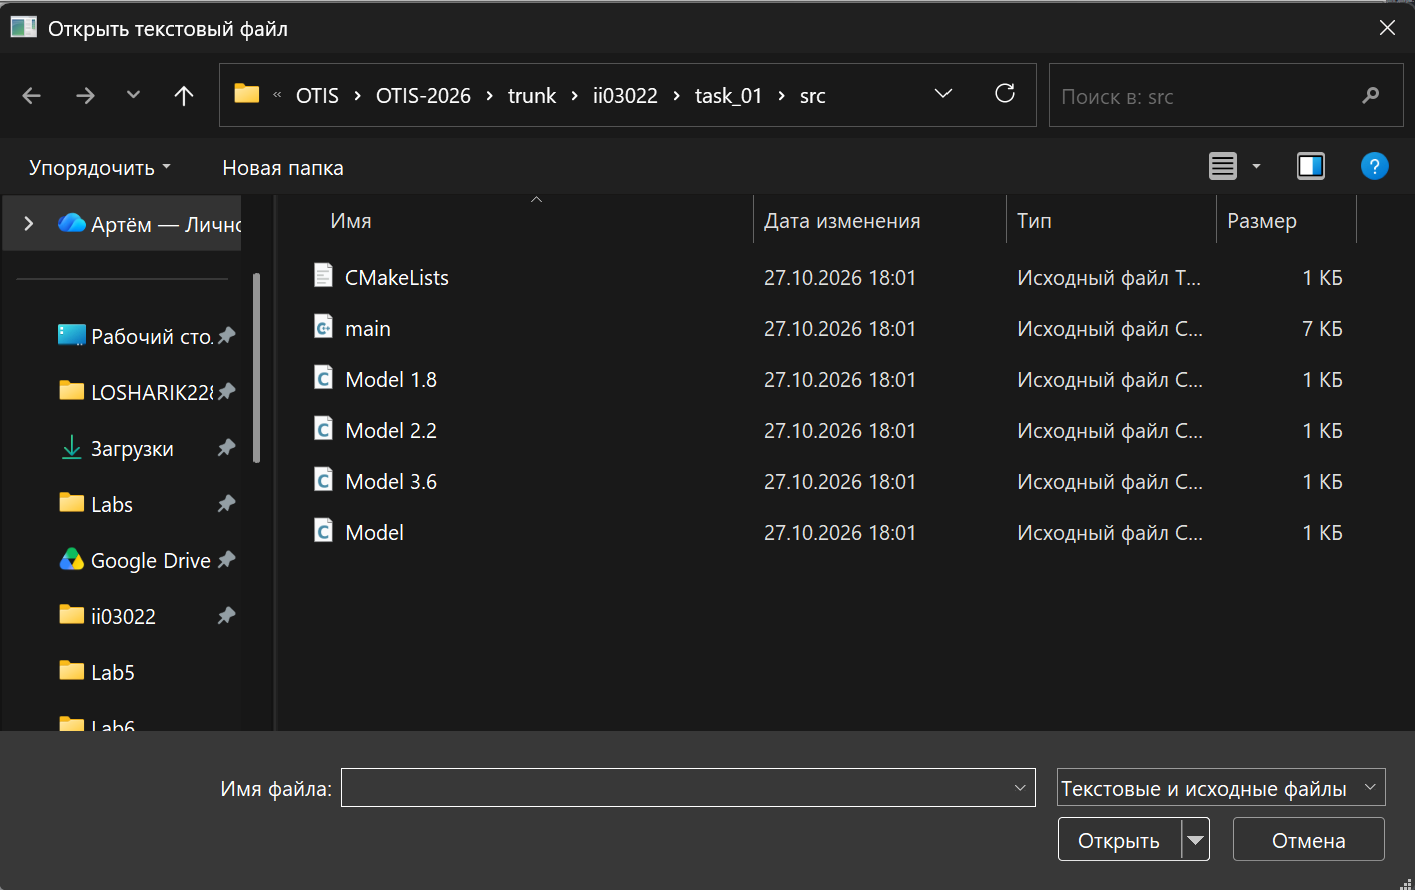 Открыть текстовый файл
« OTIS › OTIS-2026 › trunk › ii03022 › task_01 › src
Поиск в: src
Упорядочить
Новая папка
?
Артём — Личнс
Рабочий сто.
LOSHARIK228
Загрузки
Labs
Google Drive
ii03022
Lab5
Lab6
Имя Дата изменения Тип Размер
CMakeLists 27.10.2026 18:01 Исходный файл T... 1 КБ
main 27.10.2026 18:01 Исходный файл C... 7 КБ
Model 1.8 27.10.2026 18:01 Исходный файл C... 1 КБ
Model 2.2 27.10.2026 18:01 Исходный файл C... 1 КБ
Model 3.6 27.10.2026 18:01 Исходный файл C... 1 КБ
Model 27.10.2026 18:01 Исходный файл C... 1 КБ
Имя файла:
Текстовые и исходные файлы
Открыть
Отмена